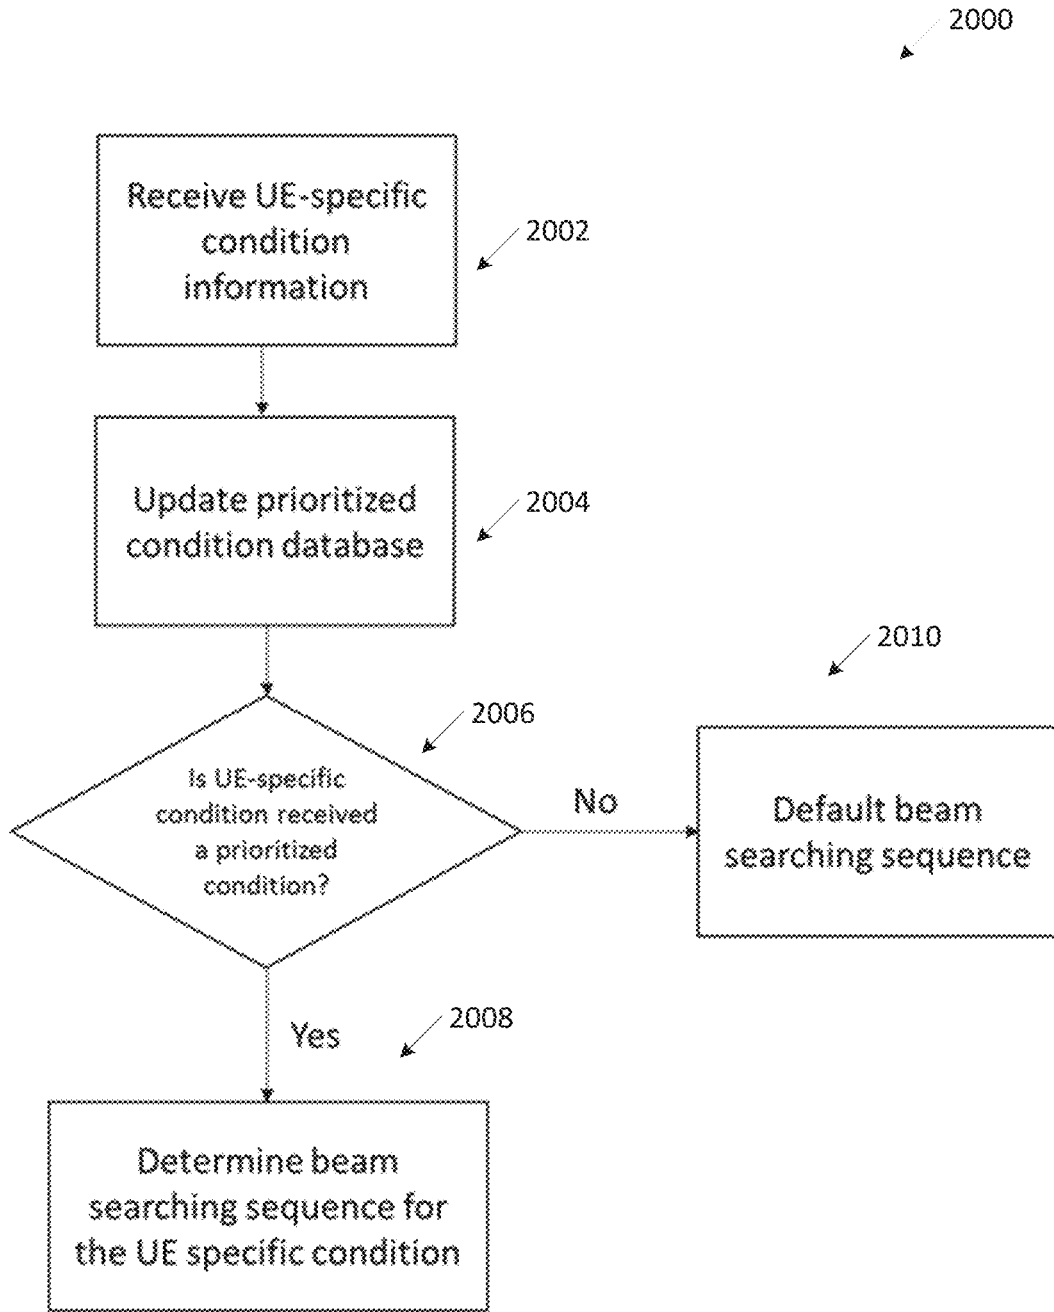 2000
Receive UE-specific
condition
information
2002
Update prioritized
condition database
2004
2010
2006
Is UE-specific
condition received
a prioritized
condition?
No
Default beam
searching sequence
Yes
2008
Determine beam
searching sequence for
the UE specific condition